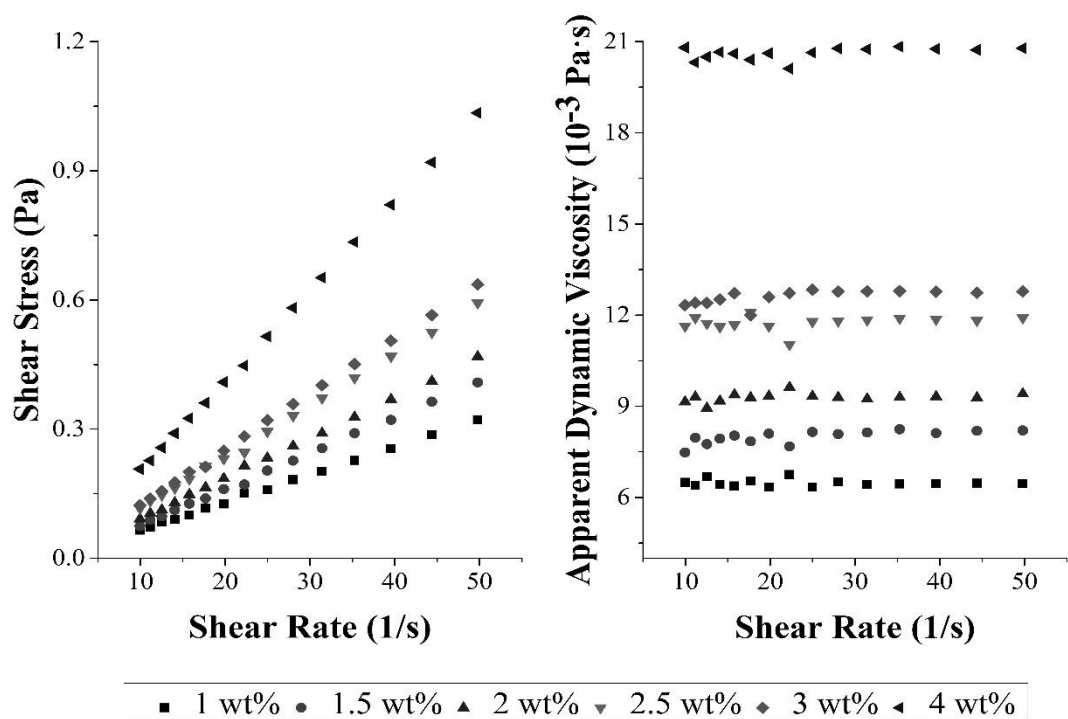 Shear Stress (Pa)
1.2
0.9
0.6
0.3
0.0
10 20 30 40 50
Shear Rate (1/s)
Apparent Dynamic Viscosity (10⁻³ Pa·s)
21
18
15
12
9
6
10 20 30 40 50
Shear Rate (1/s)
1 wt% 1.5 wt% 2 wt% 2.5 wt% 3 wt% 4 wt%